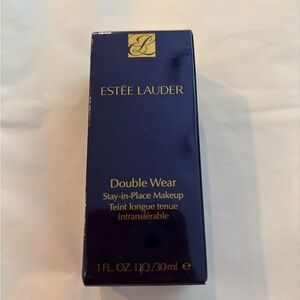 ESTĒE LAUDER
Double Wear
Stay-in-Place Makeup
Teint longue tenue
intransférable
1 FL. OZ. LIQ./30 ml e